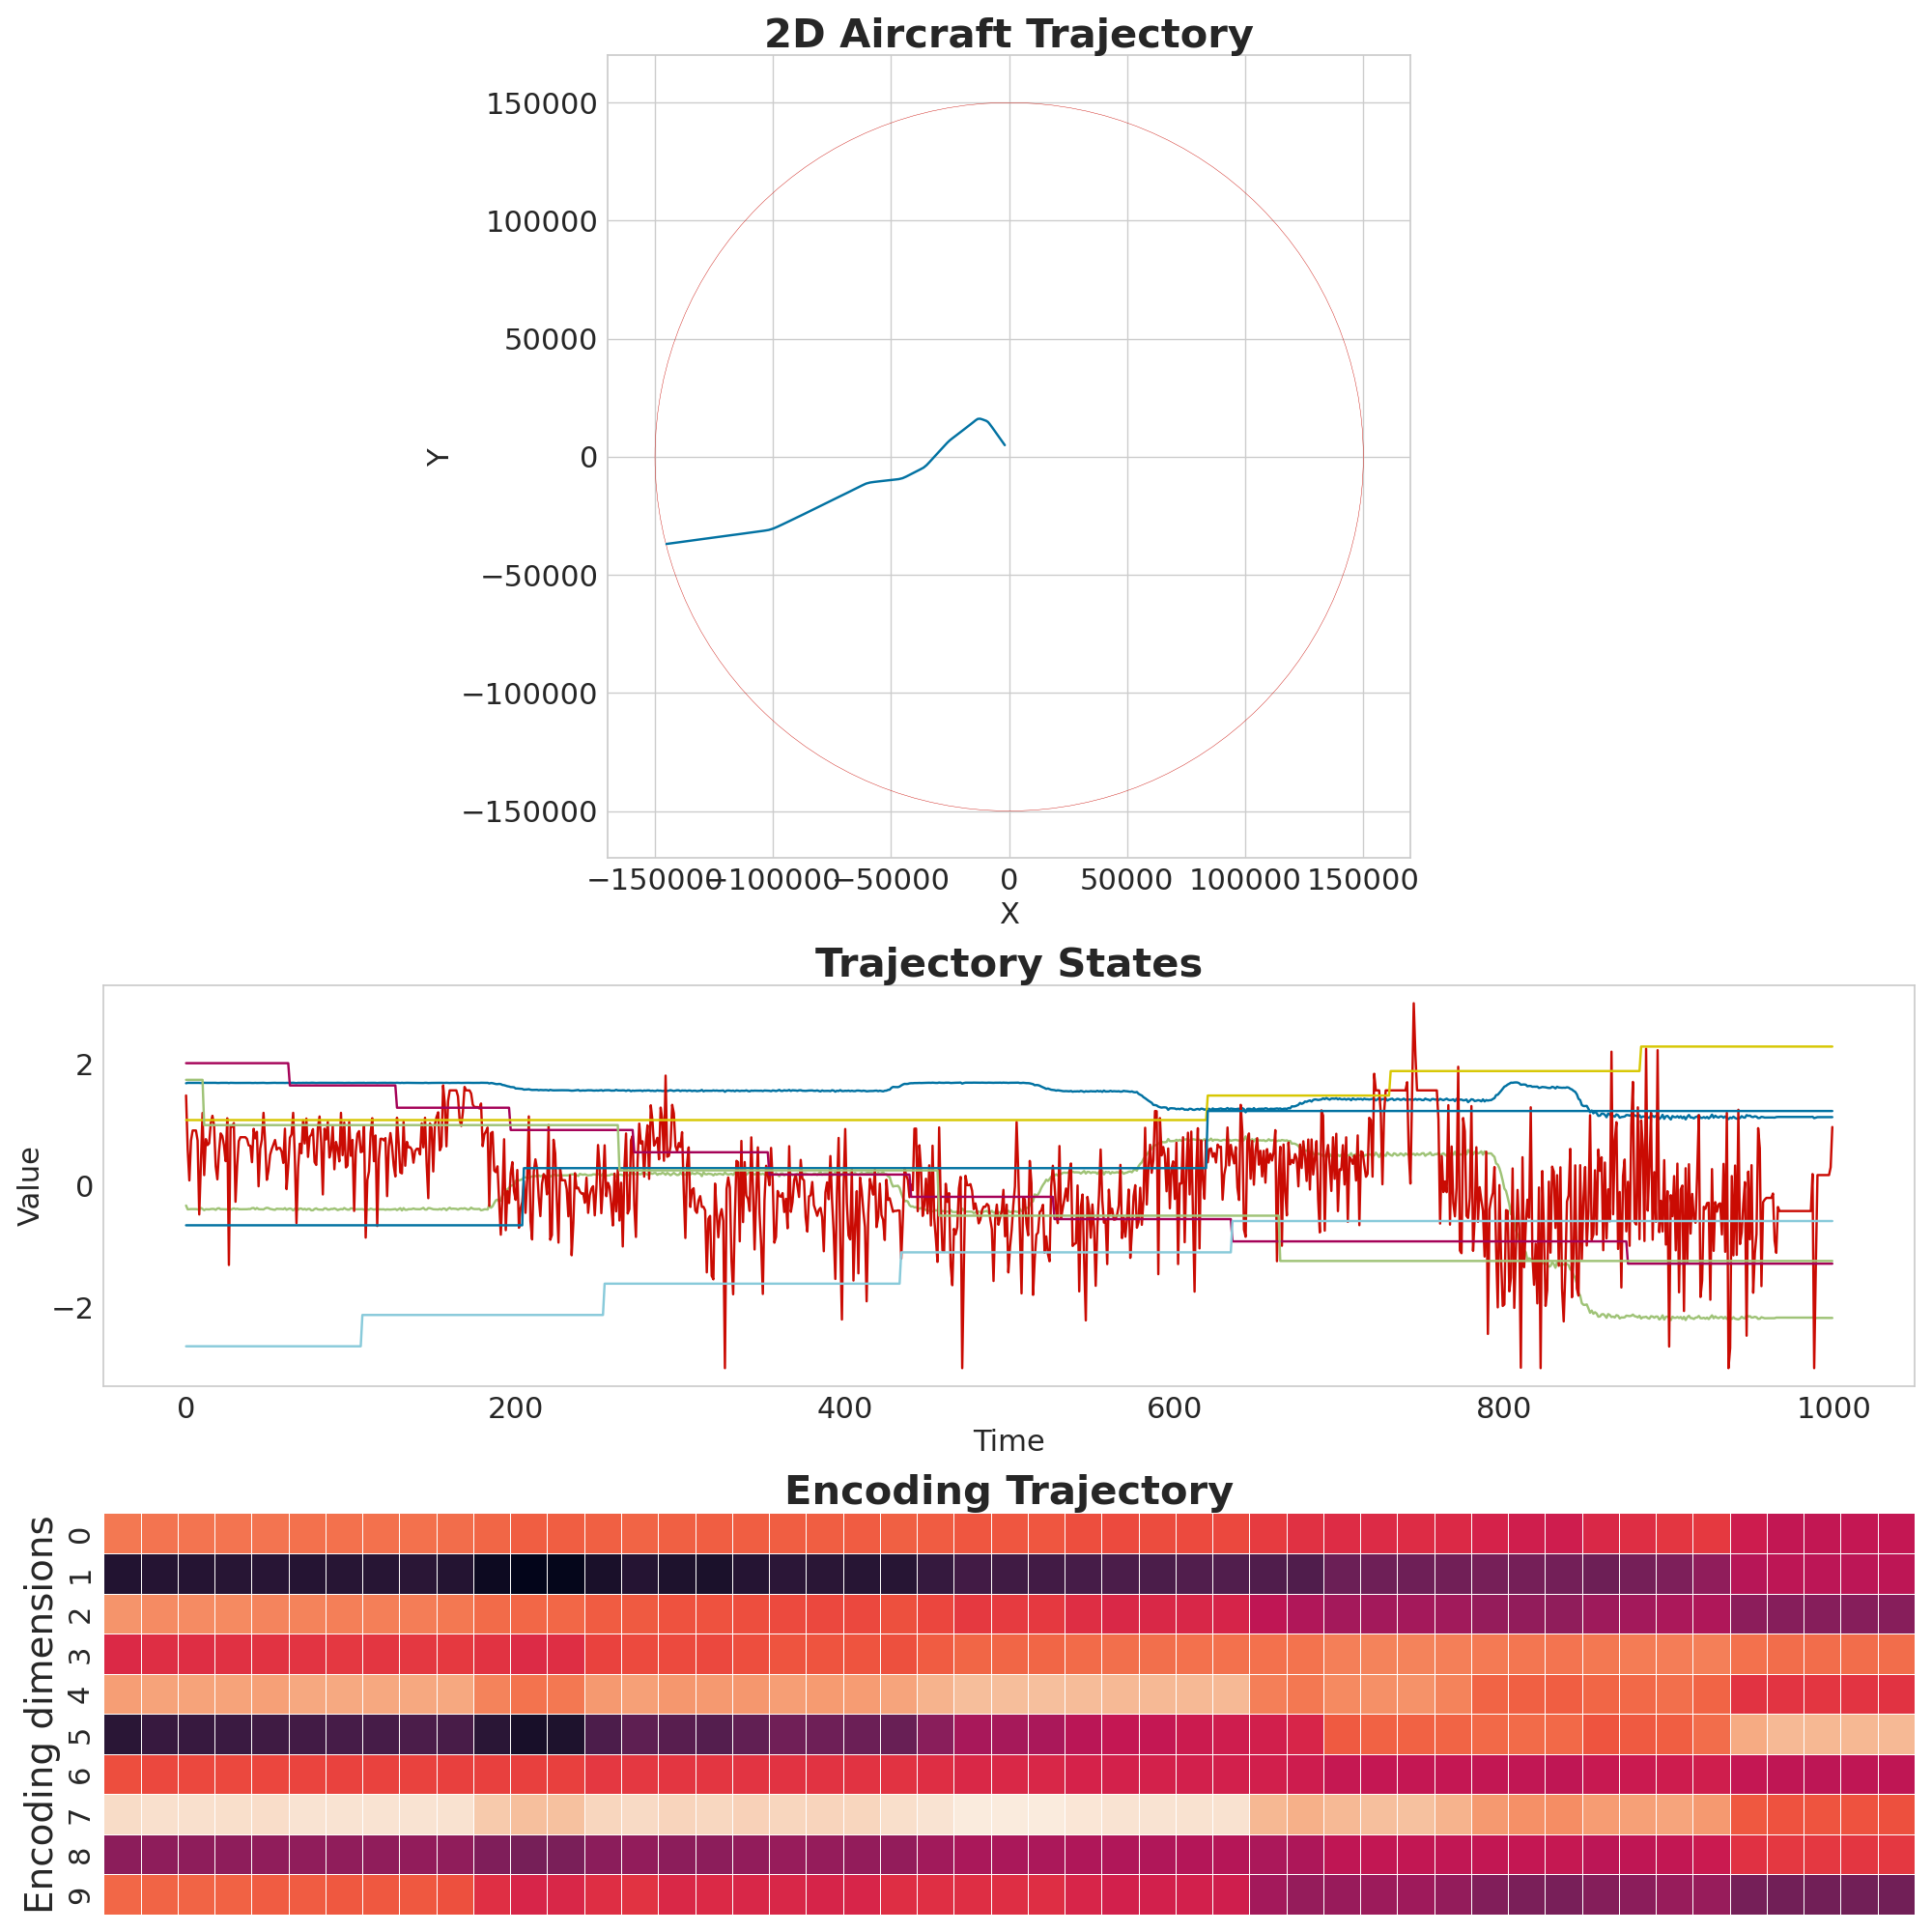 2D Aircraft Trajectory
150000
100000
50000
0
−50000
−100000
−150000
Y
−150000 −100000 −50000 0 50000 100000 150000
X
Trajectory States
2
0
−2
Value
0 200 400 600 800 1000
Time
Encoding Trajectory
Encoding dimensions
0
1
2
3
4
5
6
7
8
9